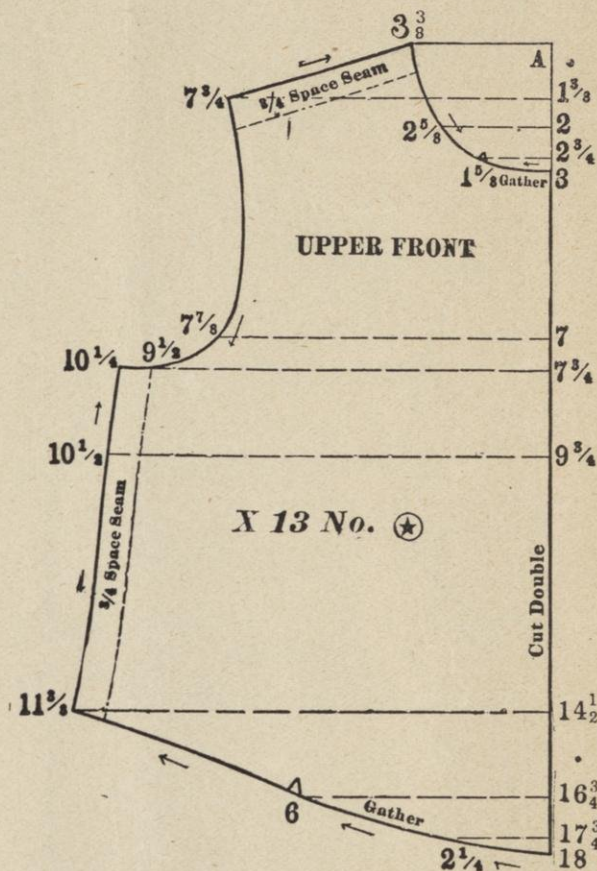 3 3/8
A
7 3/4
3/4 Space Seam
1 3/8
2 5/8
2
2 3/4
1 5/8 Gather
3
UPPER FRONT
7 7/8
7
10 1/4
9 1/2
7 3/4
10 1/2
9 3/4
X 13 No. ★
3/4 Space Seam
Cut Double
11 3/8
14 1/2
6
Gather
16 3/4
17 3/4
2 1/4
18